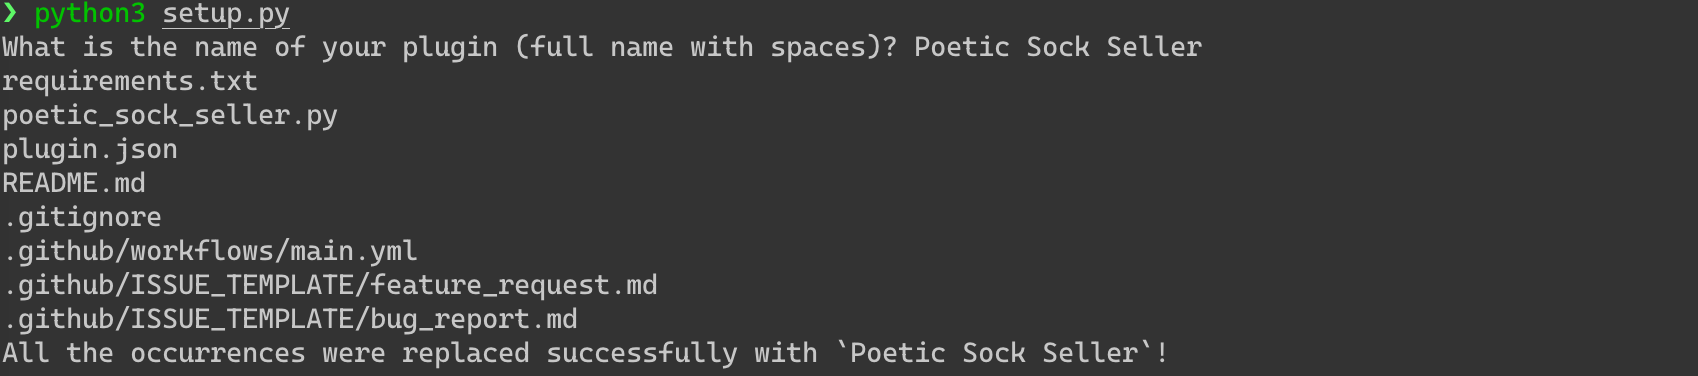 ❯ python3 setup.py
What is the name of your plugin (full name with spaces)? Poetic Sock Seller
requirements.txt
poetic_sock_seller.py
plugin.json
README.md
.gitignore
.github/workflows/main.yml
.github/ISSUE_TEMPLATE/feature_request.md
.github/ISSUE_TEMPLATE/bug_report.md
All the occurrences were replaced successfully with `Poetic Sock Seller`!